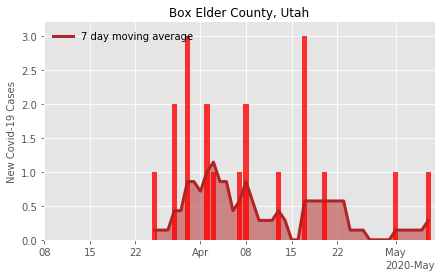 Box Elder County, Utah
7 day moving average
New Covid-19 Cases
3.0
2.5
2.0
1.5
1.0
0.5
0.0
08 15 22 Apr 08 15 22 May
2020-May